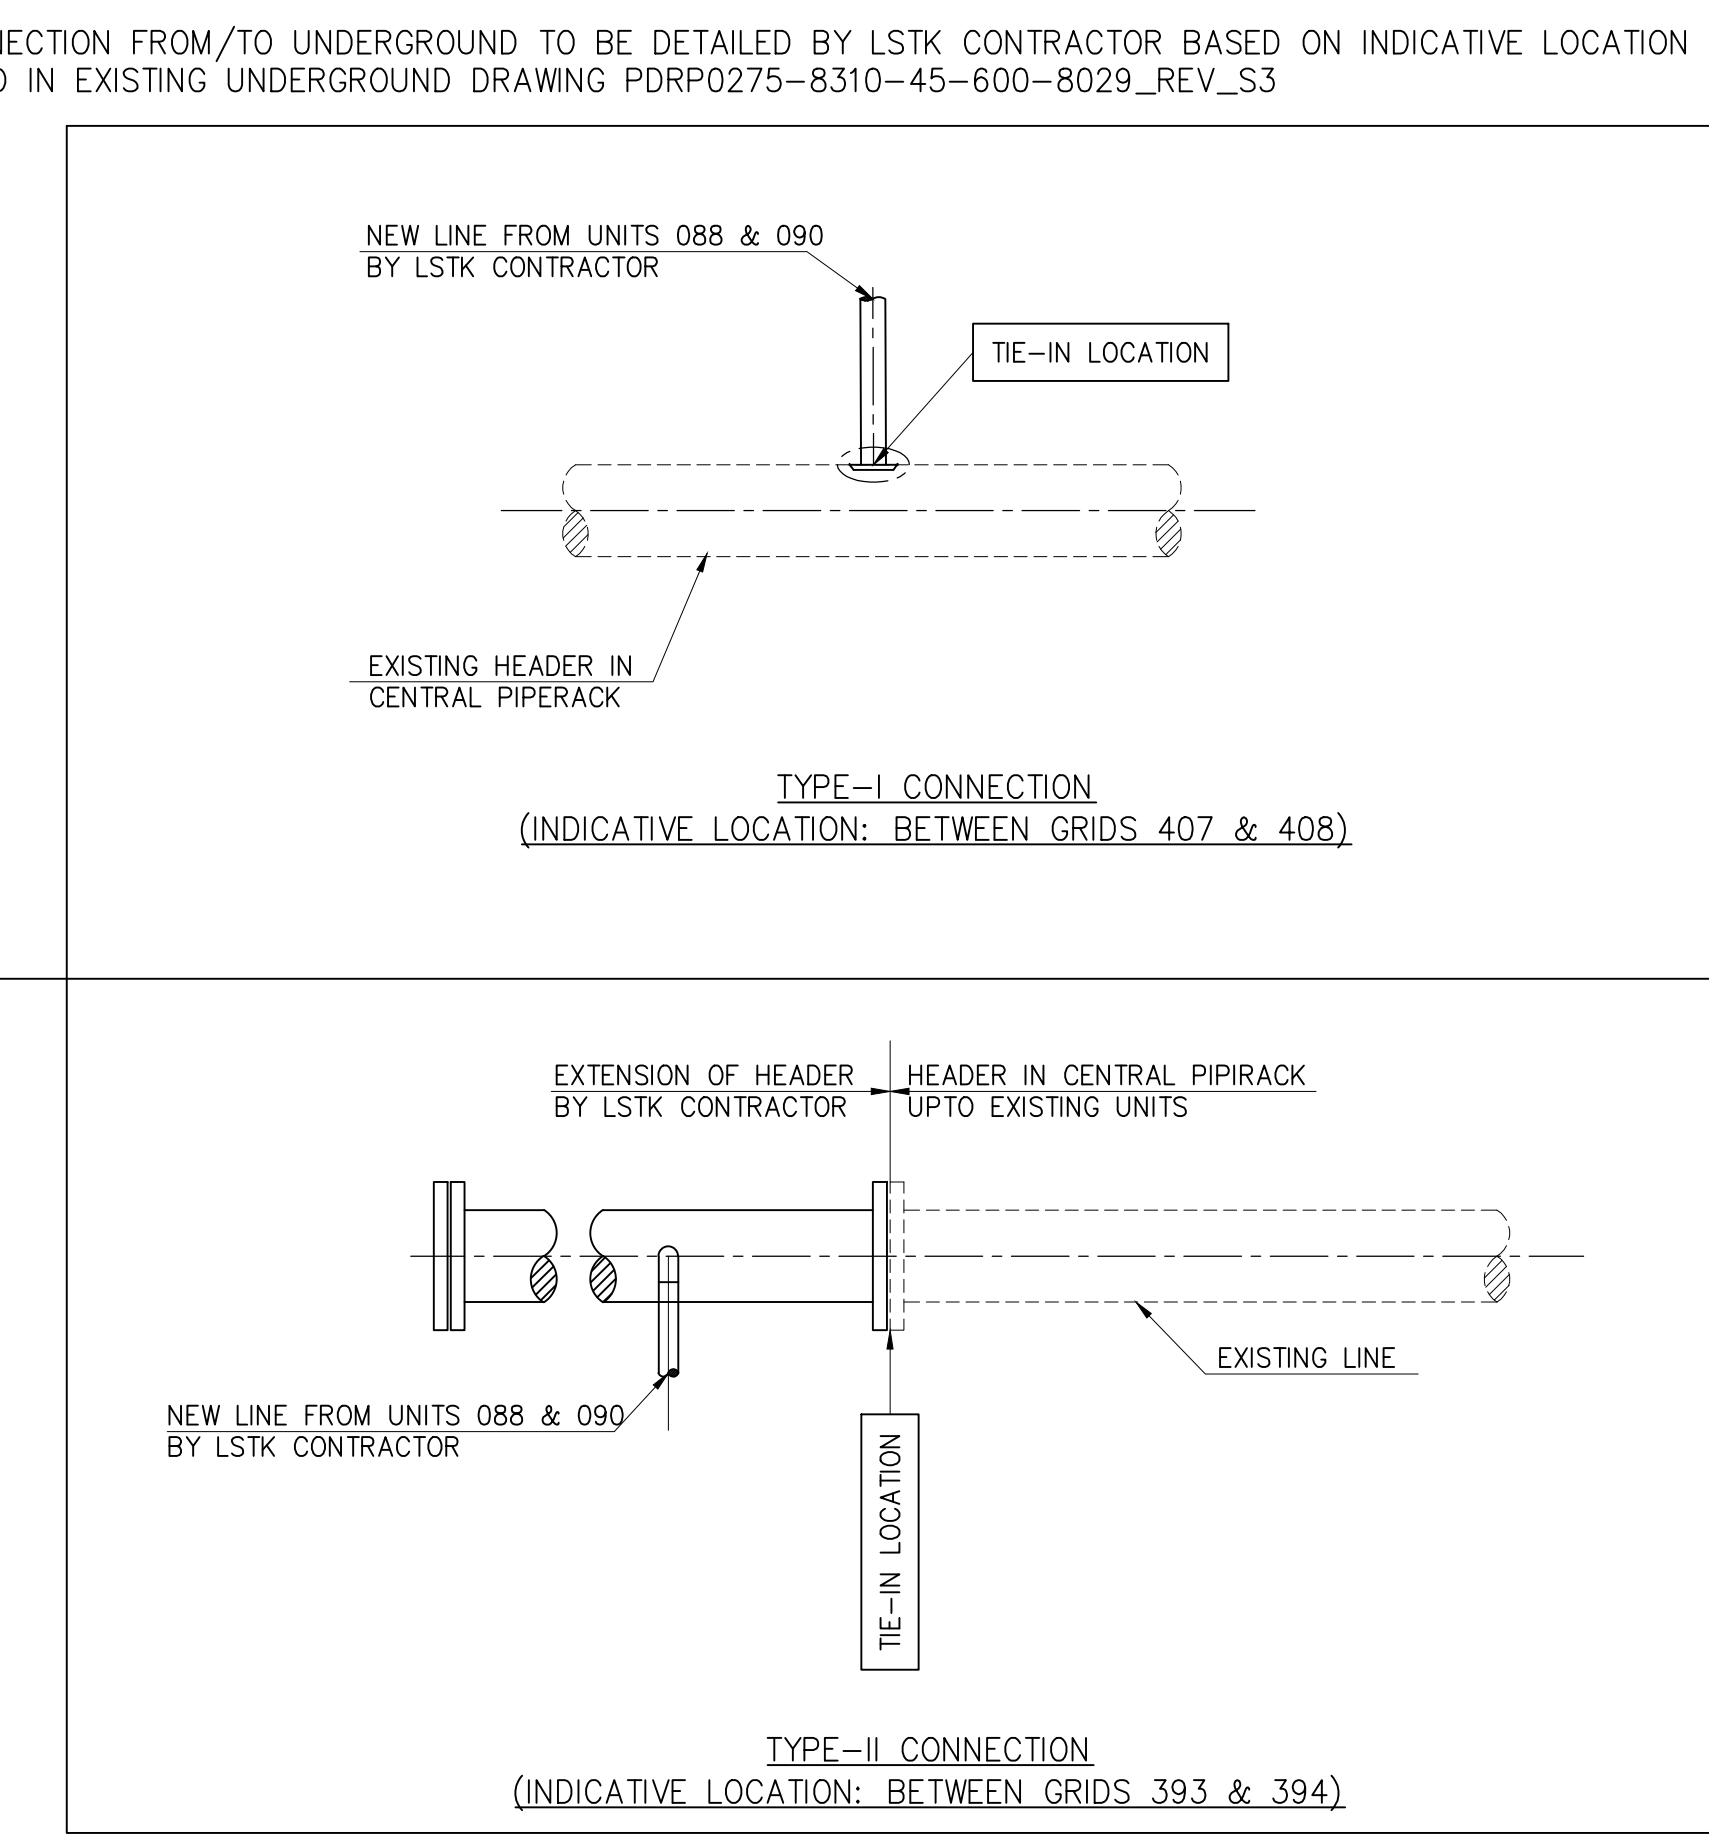 FROM/TO UNDERGROUND TO BE DETAILED BY LSTK CONTRACTOR BASED ON INDICATIVE LOCATION
IN EXISTING UNDERGROUND DRAWING PDRP0275-8310-45-600-8029_REV_S3
NEW LINE FROM UNITS 088 & 090
BY LSTK CONTRACTOR
TIE-IN LOCATION
EXISTING HEADER IN
CENTRAL PIPERACK
TYPE-I CONNECTION
(INDICATIVE LOCATION: BETWEEN GRIDS 407 & 408)
EXTENSION OF HEADER
BY LSTK CONTRACTOR
HEADER IN CENTRAL PIPIRACK
UPTO EXISTING UNITS
EXISTING LINE
NEW LINE FROM UNITS 088 & 090
BY LSTK CONTRACTOR
TIE-IN LOCATION
TYPE-II CONNECTION
(INDICATIVE LOCATION: BETWEEN GRIDS 393 & 394)